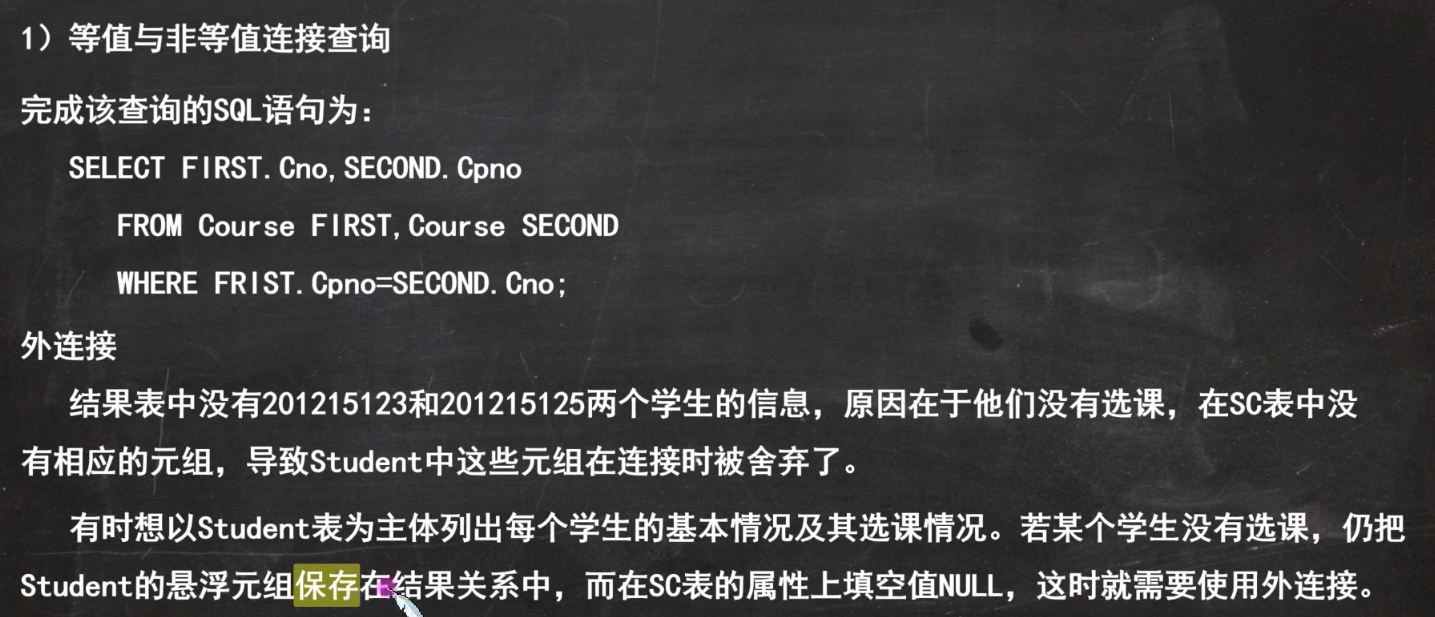 1）等值与非等值连接查询
完成该查询的SQL语句为：
SELECT FIRST.Cno,SECOND.Cpno
FROM Course FIRST,Course SECOND
WHERE FRIST.Cpno=SECOND.Cno;
外连接
结果表中没有201215123和201215125两个学生的信息，原因在于他们没有选课，在SC表中没
有相应的元组，导致Student中这些元组在连接时被舍弃了。
有时想以Student表为主体列出每个学生的基本情况及其选课情况。若某个学生没有选课，仍把
Student的悬浮元组保存在结果关系中，而在SC表的属性上填空值NULL，这时就需要使用外连接。